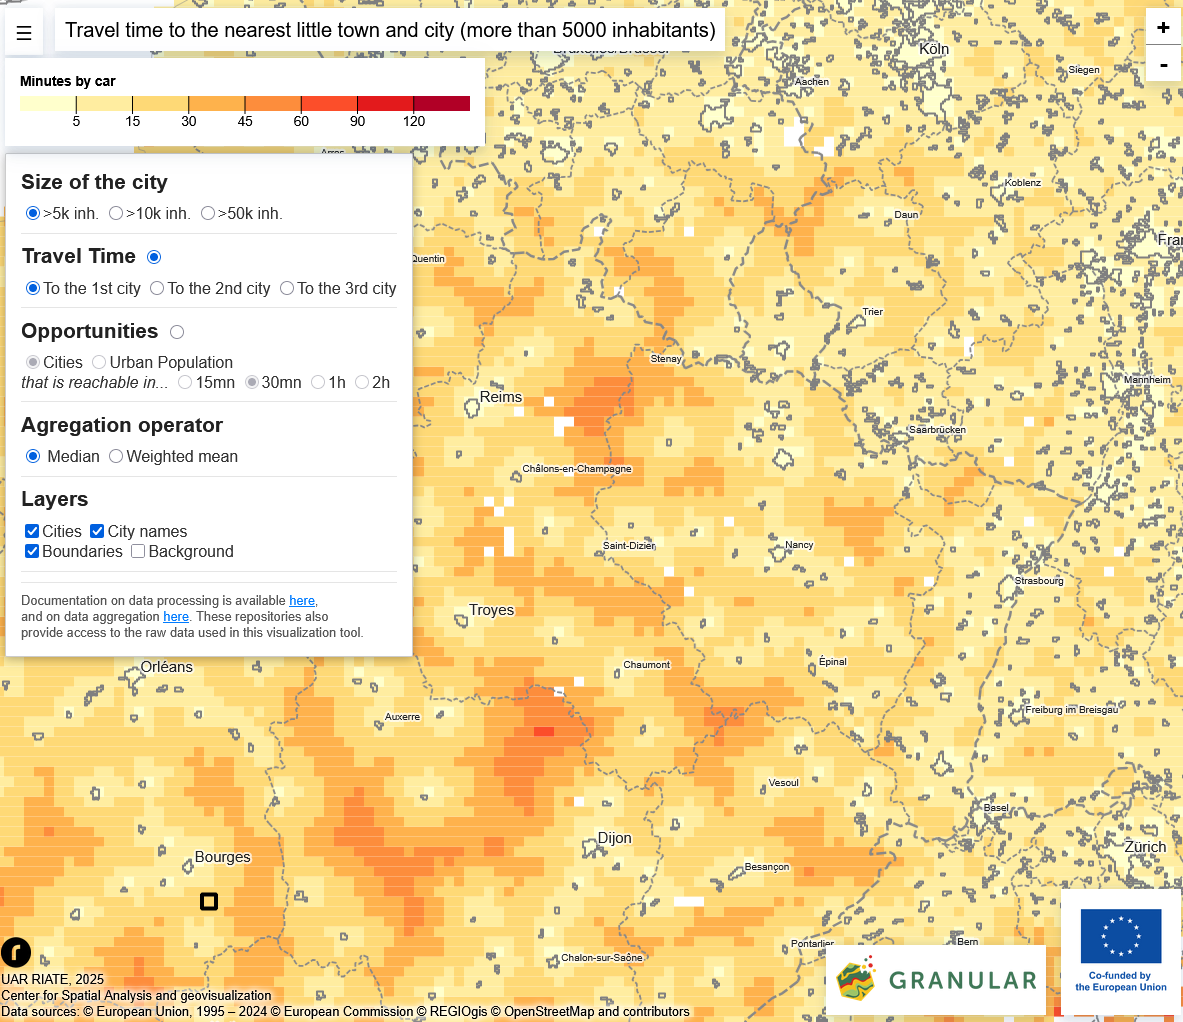 ☰ Travel time to the nearest little town and city (more than 5000 inhabitants)
+
-
Minutes by car
5 15 30 45 60 90 120
Size of the city
>5k inh. >10k inh. >50k inh.
Travel Time
To the 1st city To the 2nd city To the 3rd city
Opportunities
Cities Urban Population
that is reachable in... 15mn 30mn 1h 2h
Agregation operator
Median Weighted mean
Layers
Cities City names
Boundaries Background
Documentation on data processing is available here,
and on data aggregation here. These repositories also
provide access to the raw data used in this visualization tool.
Köln
Siegen
Aachen
Koblenz
Daun
Quentin
Trier
Stenay
Mannheim
Reims
Saarbrücken
Châlons-en-Champagne
Saint-Dizier
Nancy
Strasbourg
Troyes
Orléans
Chaumont
Épinal
Auxerre
Freiburg im Breisgau
Vesoul
Basel
Dijon
Zürich
Bourges
Besançon
Pontarlier
Bern
Chalon-sur-Saône
r
UAR RIATE, 2025
Center for Spatial Analysis and geovisualization
Data sources: © European Union, 1995 – 2024 © European Commission © REGIOgis © OpenStreetMap and contributors
GRANULAR
Co-funded by
the European Union